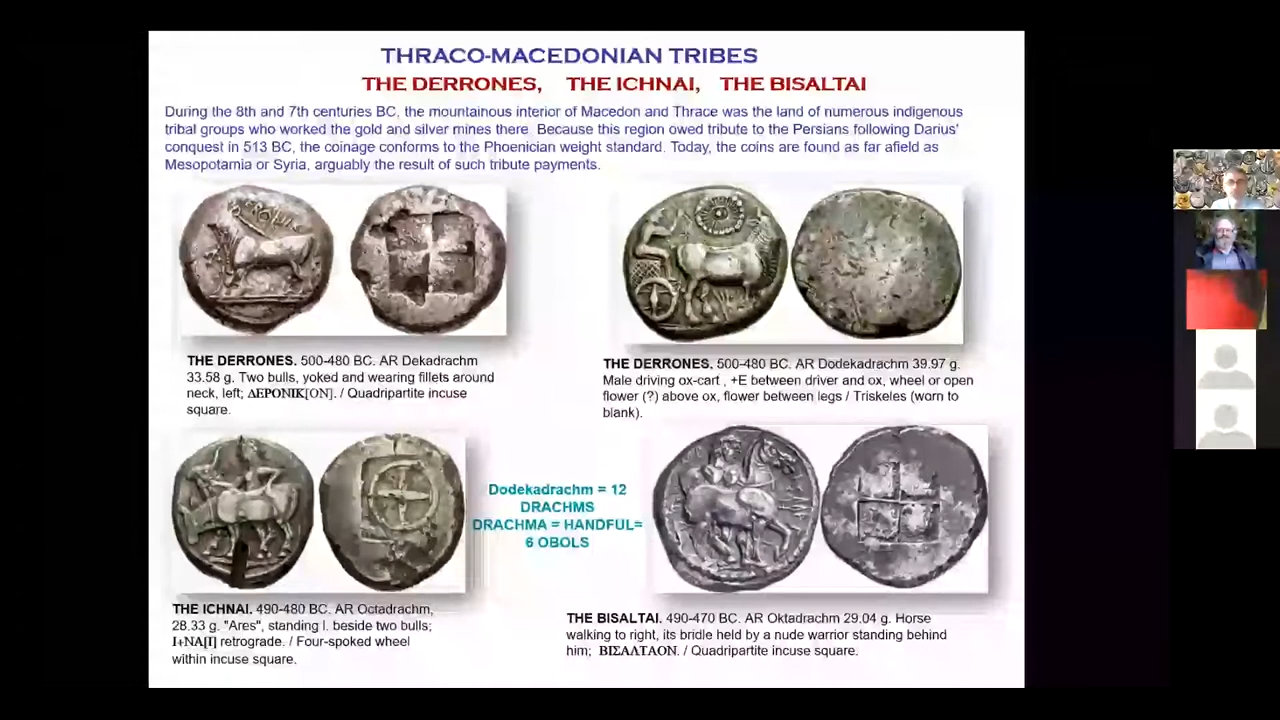 THRACO-MACEDONIAN TRIBES
THE DERRONES, THE ICHNAI, THE BISALTAI
During the 8th and 7th centuries BC, the mountainous interior of Macedon and Thrace was the land of numerous indigenous
tribal groups who worked the gold and silver mines there. Because this region owed tribute to the Persians following Darius'
conquest in 513 BC, the coinage conforms to the Phoenician weight standard. Today, the coins are found as far afield as
Mesopotamia or Syria, arguably the result of such tribute payments.
THE DERRONES. 500-480 BC. AR Dekadrachm
33.58 g. Two bulls, yoked and wearing fillets around
neck, left; ΔΕΡΟΝΙΚ[ΟΝ]. / Quadripartite incuse
square.
THE DERRONES. 500-480 BC. AR Dodekadrachm 39.97 g.
Male driving ox-cart , +E between driver and ox, wheel or open
flower (?) above ox, flower between legs / Triskeles (worn to
blank).
Dodekadrachm = 12
DRACHMS
DRACHMA = HANDFUL=
6 OBOLS
THE ICHNAI. 490-480 BC. AR Octadrachm,
28.33 g. "Ares", standing l. beside two bulls;
Ι+ΝΑ[Ι] retrograde. / Four-spoked wheel
within incuse square.
THE BISALTAI. 490-470 BC. AR Oktadrachm 29.04 g. Horse
walking to right, its bridle held by a nude warrior standing behind
him; ΒΙΣΑΛΤΑΟΝ. / Quadripartite incuse square.